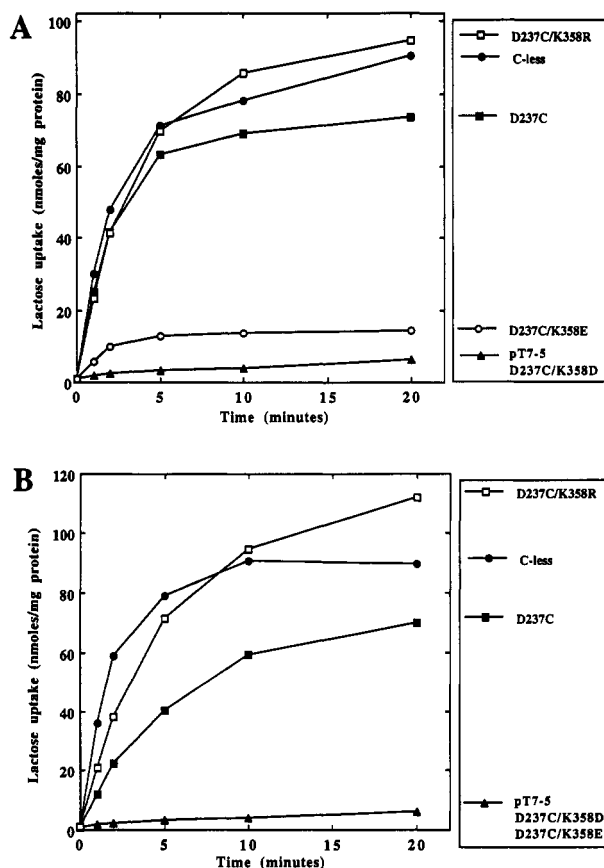 A
Lactose uptake (nmoles/mg protein)
100
80
60
40
20
0
0
5
10
15
20
Time (minutes)
D237C/K358R
C-less
D237C
D237C/K358E
pT7-5
D237C/K358D
B
Lactose uptake (nmoles/mg protein)
120
100
80
60
40
20
0
0
5
10
15
20
Time (minutes)
D237C/K358R
C-less
D237C
pT7-5
D237C/K358D
D237C/K358E